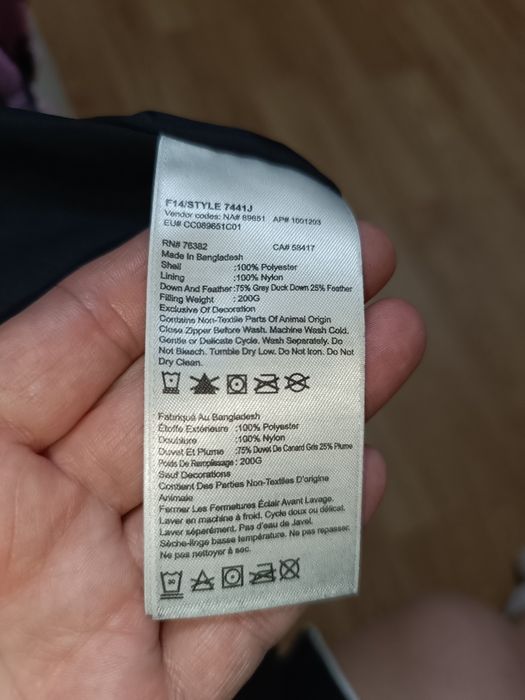 F14/STYLE 7441J
Vendor codes: NA# 69651 AP# 1001203
EU# CC089651C01
RN# 76382 CA# 58417
Made In Bangladesh
Shell :100% Polyester
Lining :100% Nylon
Down And Feather :75% Grey Duck Down 25% Feather
Filling Weight : 200G
Exclusive Of Decoration
Contains Non-Textile Parts Of Animal Origin
Close Zipper Before Wash. Machine Wash Cold.
Gentle or Delicate Cycle. Wash Separately. Do
Not Bleach. Tumble Dry Low. Do Not Iron. Do Not
Dry Clean.
Fabriqué Au Bangladesh
Étoffe Extérieure :100% Polyester
Doublure :100% Nylon
Duvet Et Plume :75% Duvet De Canard Gris 25% Plume
Poids De Remplissage : 200G
Sauf Decorations
Contient Des Parties Non-Textiles D'origine
Animale
Fermer Les Fermetures Éclair Avant Lavage.
Laver en machine à froid. Cycle doux ou délicat.
Laver séparément. Pas d'eau de Javel.
Sèche-linge basse température. Ne pas repasser.
Ne pas nettoyer à sec.